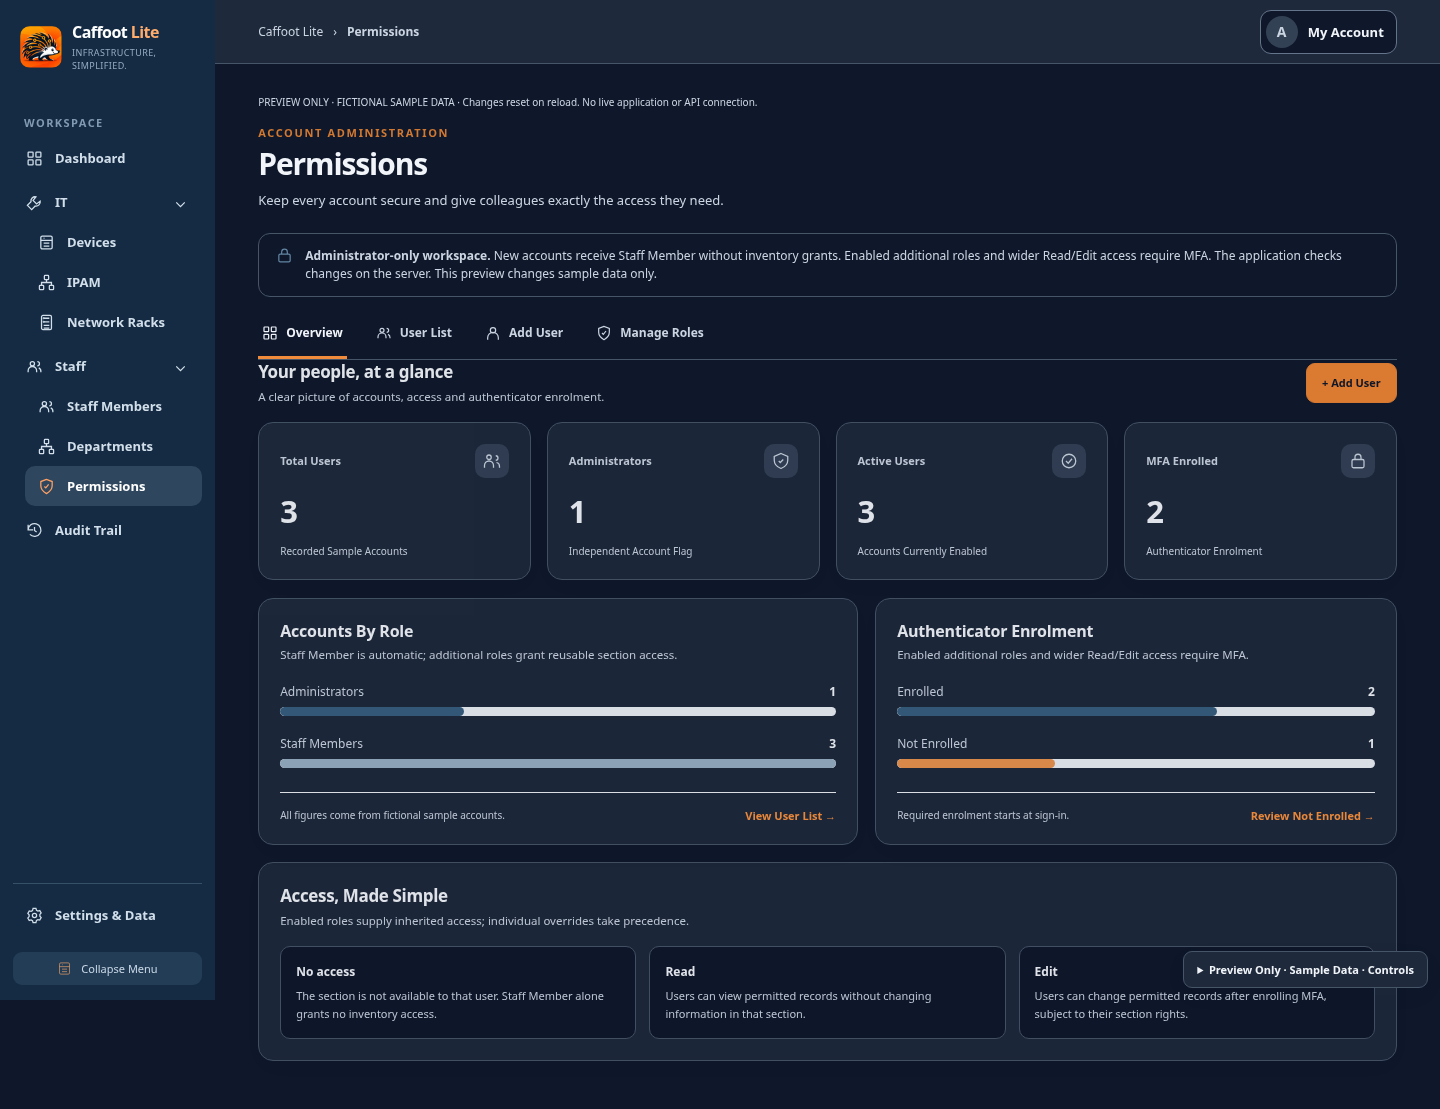 Caffoot Lite
INFRASTRUCTURE,
SIMPLIFIED.
WORKSPACE
Dashboard
IT
Devices
IPAM
Network Racks
Staff
Staff Members
Departments
Permissions
Audit Trail
Settings & Data
Collapse Menu
Caffoot Lite › Permissions
A My Account
PREVIEW ONLY · FICTIONAL SAMPLE DATA · Changes reset on reload. No live application or API connection.
ACCOUNT ADMINISTRATION
Permissions
Keep every account secure and give colleagues exactly the access they need.
Administrator-only workspace. New accounts receive Staff Member without inventory grants. Enabled additional roles and wider Read/Edit access require MFA. The application checks
changes on the server. This preview changes sample data only.
Overview User List Add User Manage Roles
Your people, at a glance
A clear picture of accounts, access and authenticator enrolment.
+ Add User
Total Users
3
Recorded Sample Accounts
Administrators
1
Independent Account Flag
Active Users
3
Accounts Currently Enabled
MFA Enrolled
2
Authenticator Enrolment
Accounts By Role
Staff Member is automatic; additional roles grant reusable section access.
Administrators 1
Staff Members 3
All figures come from fictional sample accounts. View User List →
Authenticator Enrolment
Enabled additional roles and wider Read/Edit access require MFA.
Enrolled 2
Not Enrolled 1
Required enrolment starts at sign-in. Review Not Enrolled →
Access, Made Simple
Enabled roles supply inherited access; individual overrides take precedence.
No access
The section is not available to that user. Staff Member alone
grants no inventory access.
Read
Users can view permitted records without changing
information in that section.
Edit
Users can change permitted records after enrolling MFA,
subject to their section rights.
▶ Preview Only · Sample Data · Controls